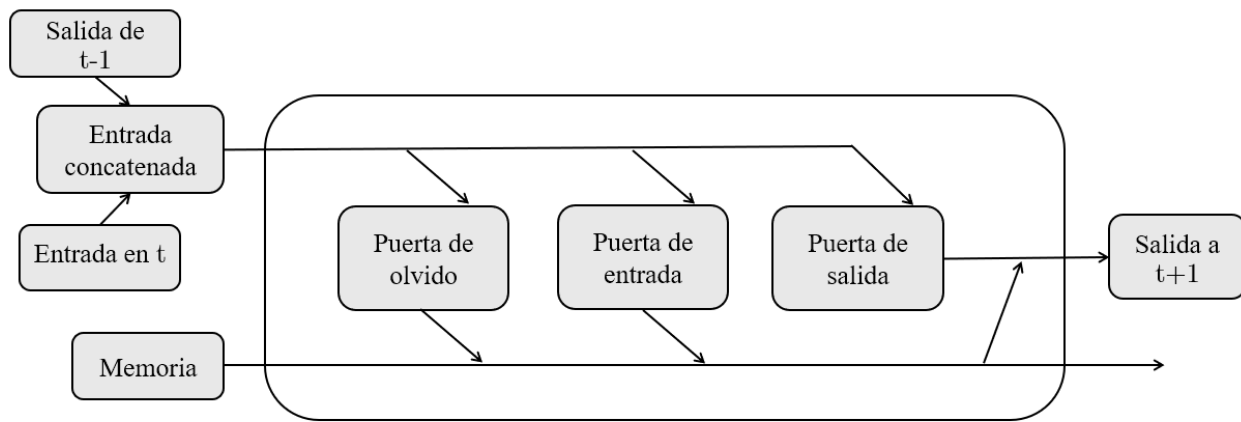 Salida de
t-1
Entrada
concatenada
Entrada en t
Puerta de
olvido
Puerta de
entrada
Puerta de
salida
Salida a
t+1
Memoria